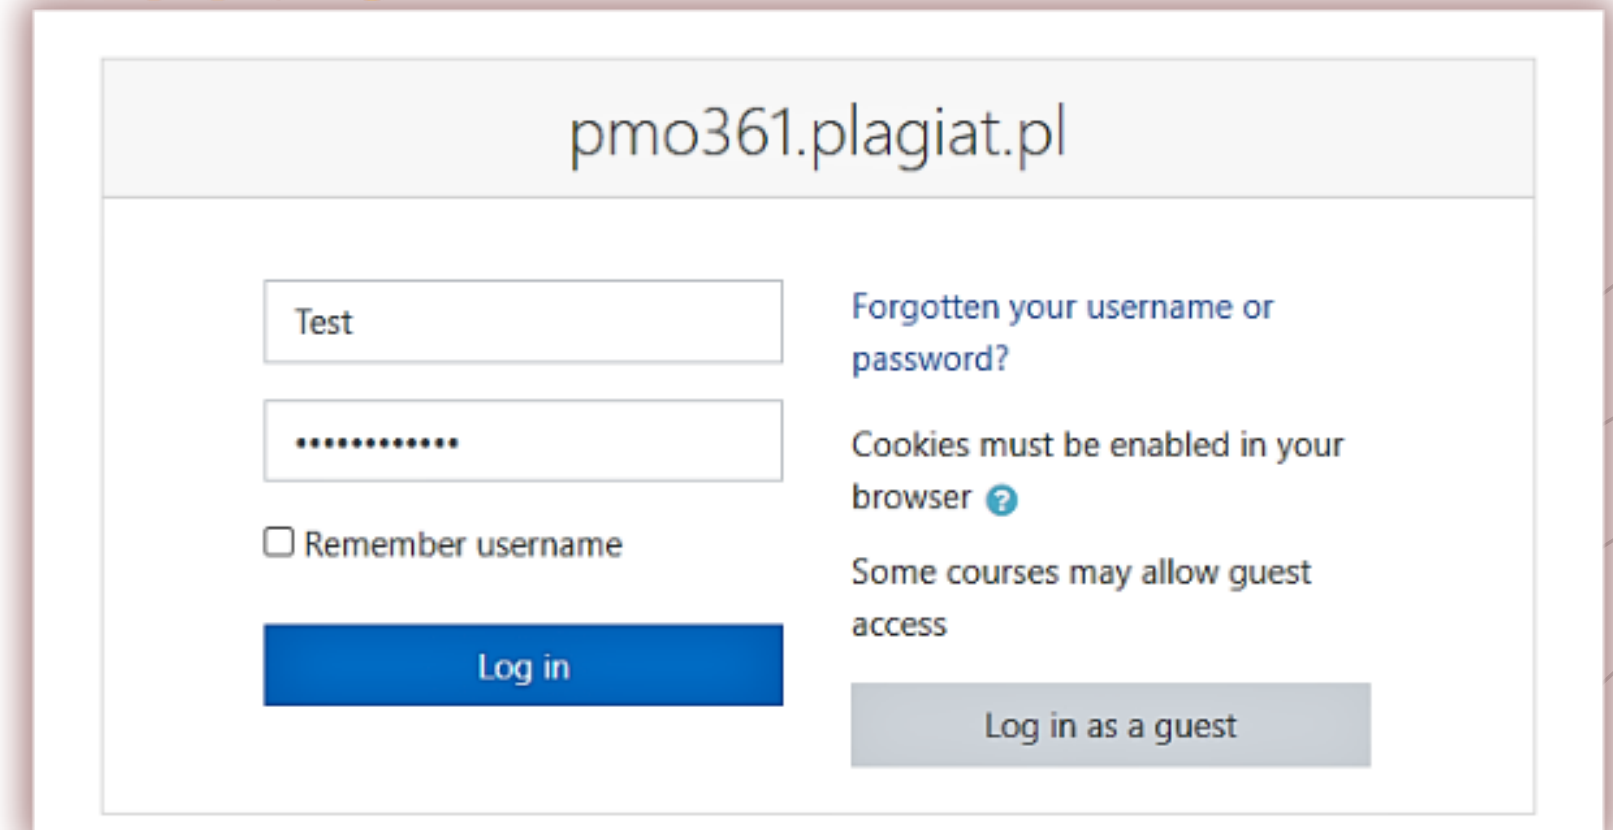 pmo361.plagiat.pl
Test
••••••••••••
Remember username
Log in
Forgotten your username or
password?
Cookies must be enabled in your
browser
Some courses may allow guest
access
Log in as a guest